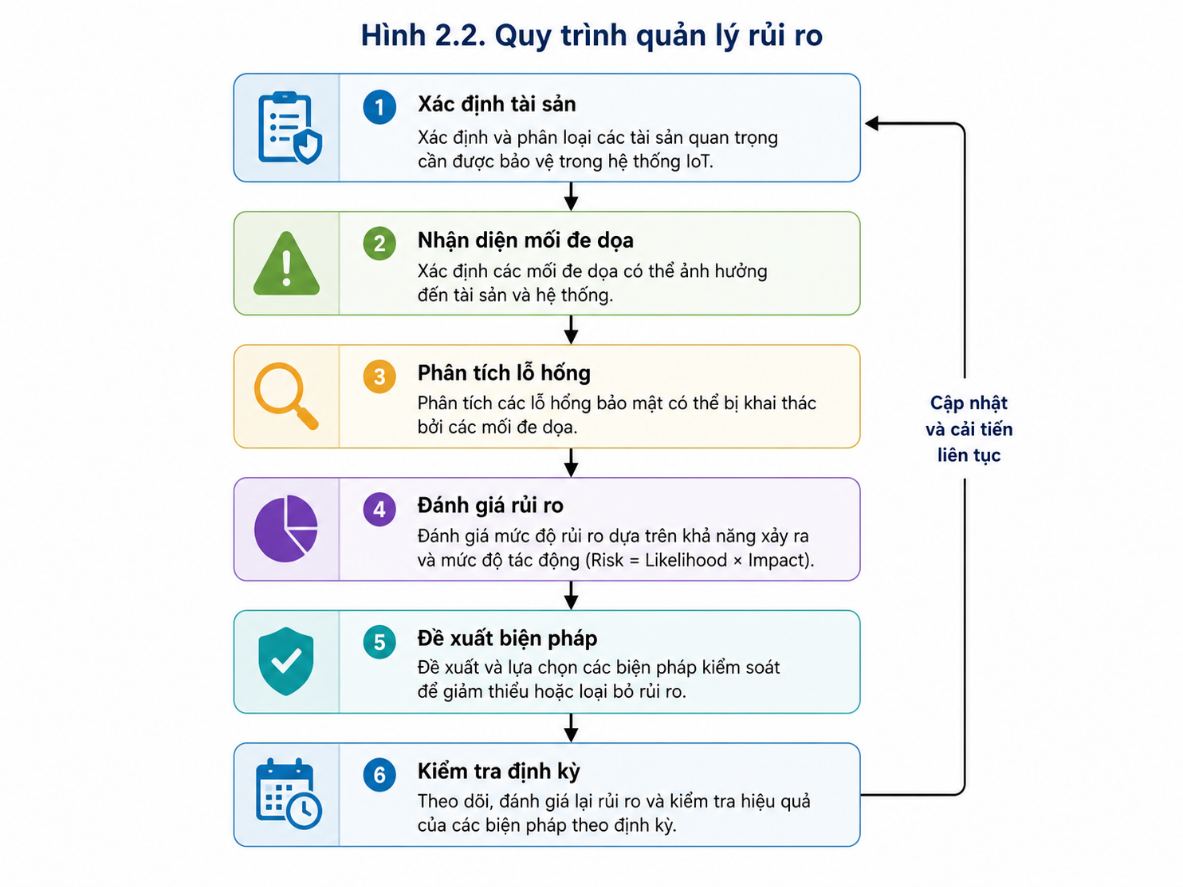 Hình 2.2. Quy trình quản lý rủi ro
1
Xác định tài sản
Xác định và phân loại các tài sản quan trọng
cần được bảo vệ trong hệ thống IoT.
2
Nhận diện mối đe dọa
Xác định các mối đe dọa có thể ảnh hưởng
đến tài sản và hệ thống.
3
Phân tích lỗ hổng
Phân tích các lỗ hổng bảo mật có thể bị khai thác
bởi các mối đe dọa.
Cập nhật
và cải tiến
liên tục
4
Đánh giá rủi ro
Đánh giá mức độ rủi ro dựa trên khả năng xảy ra
và mức độ tác động (Risk = Likelihood × Impact).
5
Đề xuất biện pháp
Đề xuất và lựa chọn các biện pháp kiểm soát
để giảm thiểu hoặc loại bỏ rủi ro.
6
Kiểm tra định kỳ
Theo dõi, đánh giá lại rủi ro và kiểm tra hiệu quả
của các biện pháp theo định kỳ.